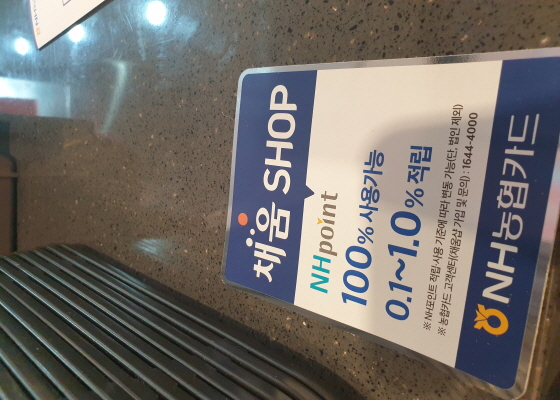 채움 SHOP
NHpoint
100% 사용가능
0.1~1.0% 적립
※ NH포인트 적립·사용 기준에 따라 변동 가능(단, 법인 제외)
※ 농협카드 고객센터(채움샵 가입 및 문의) : 1644-4000
NH농협카드